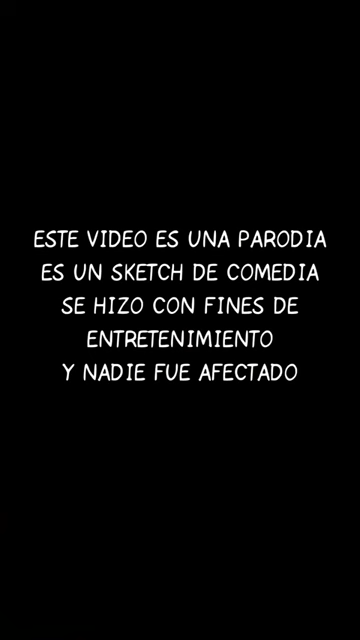 ESTE VIDEO ES UNA PARODIA
ES UN SKETCH DE COMEDIA
SE HIZO CON FINES DE
ENTRETENIMIENTO
Y NADIE FUE AFECTADO